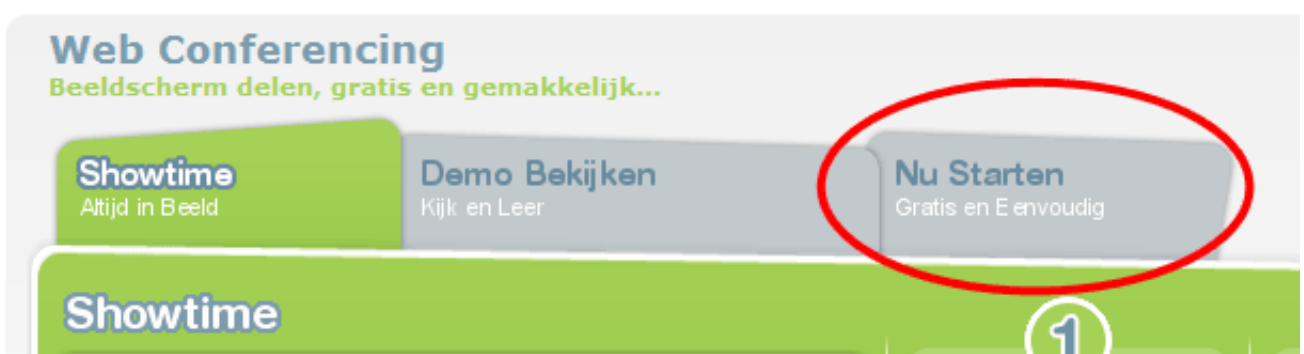 Web Conferencing
Beeldscherm delen, gratis en gemakkelijk...
Showtime
Altijd in Beeld
Demo Bekijken
Kijk en Leer
Nu Starten
Gratis en Eenvoudig
Showtime
1